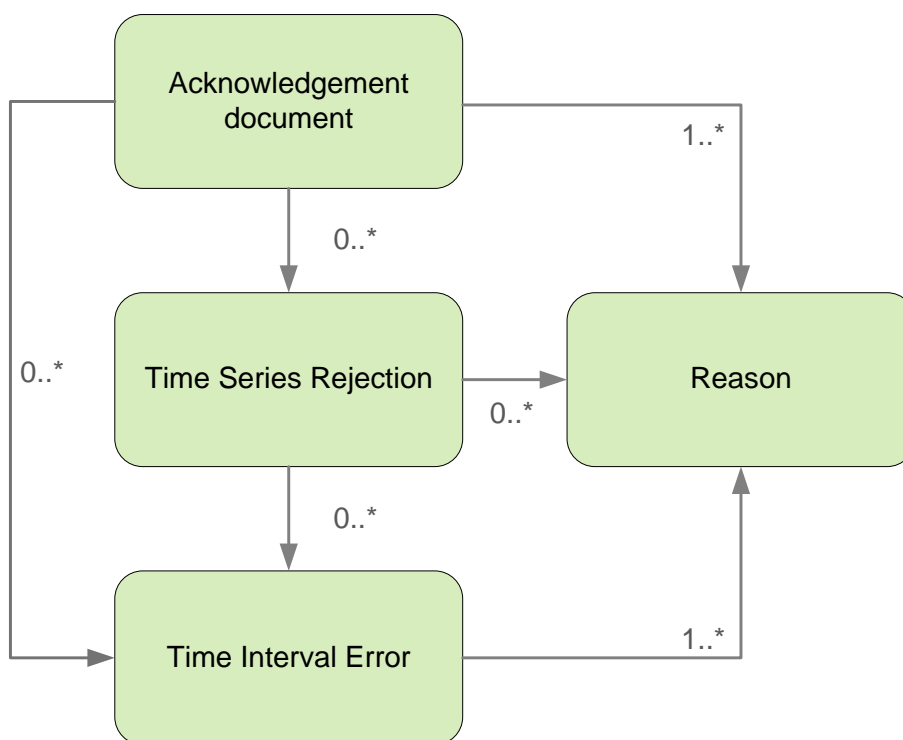 Acknowledgement
document
1..*
0..*
0..*
Time Series Rejection
Reason
0..*
0..*
Time Interval Error
1..*